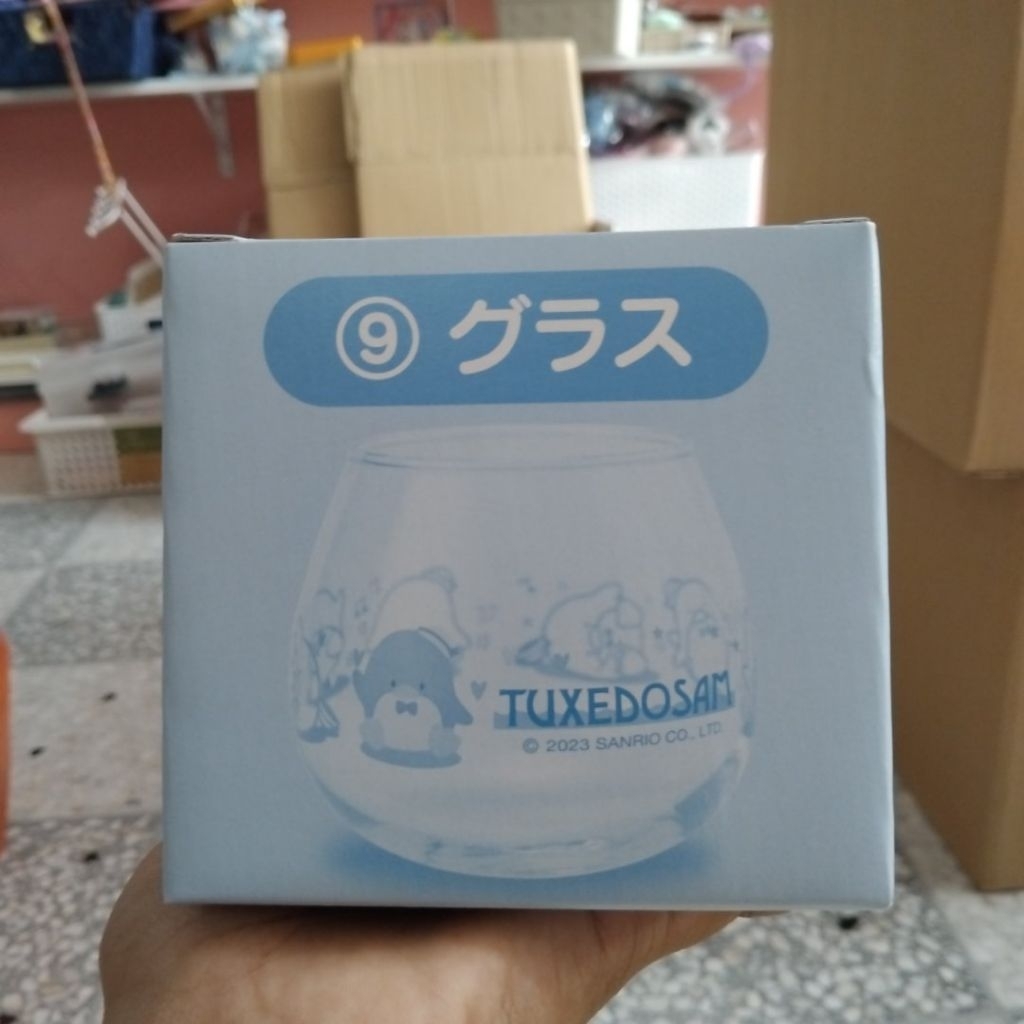 ⑨ グラス
TUXEDOSAM
© 2023 SANRIO CO., LTD.